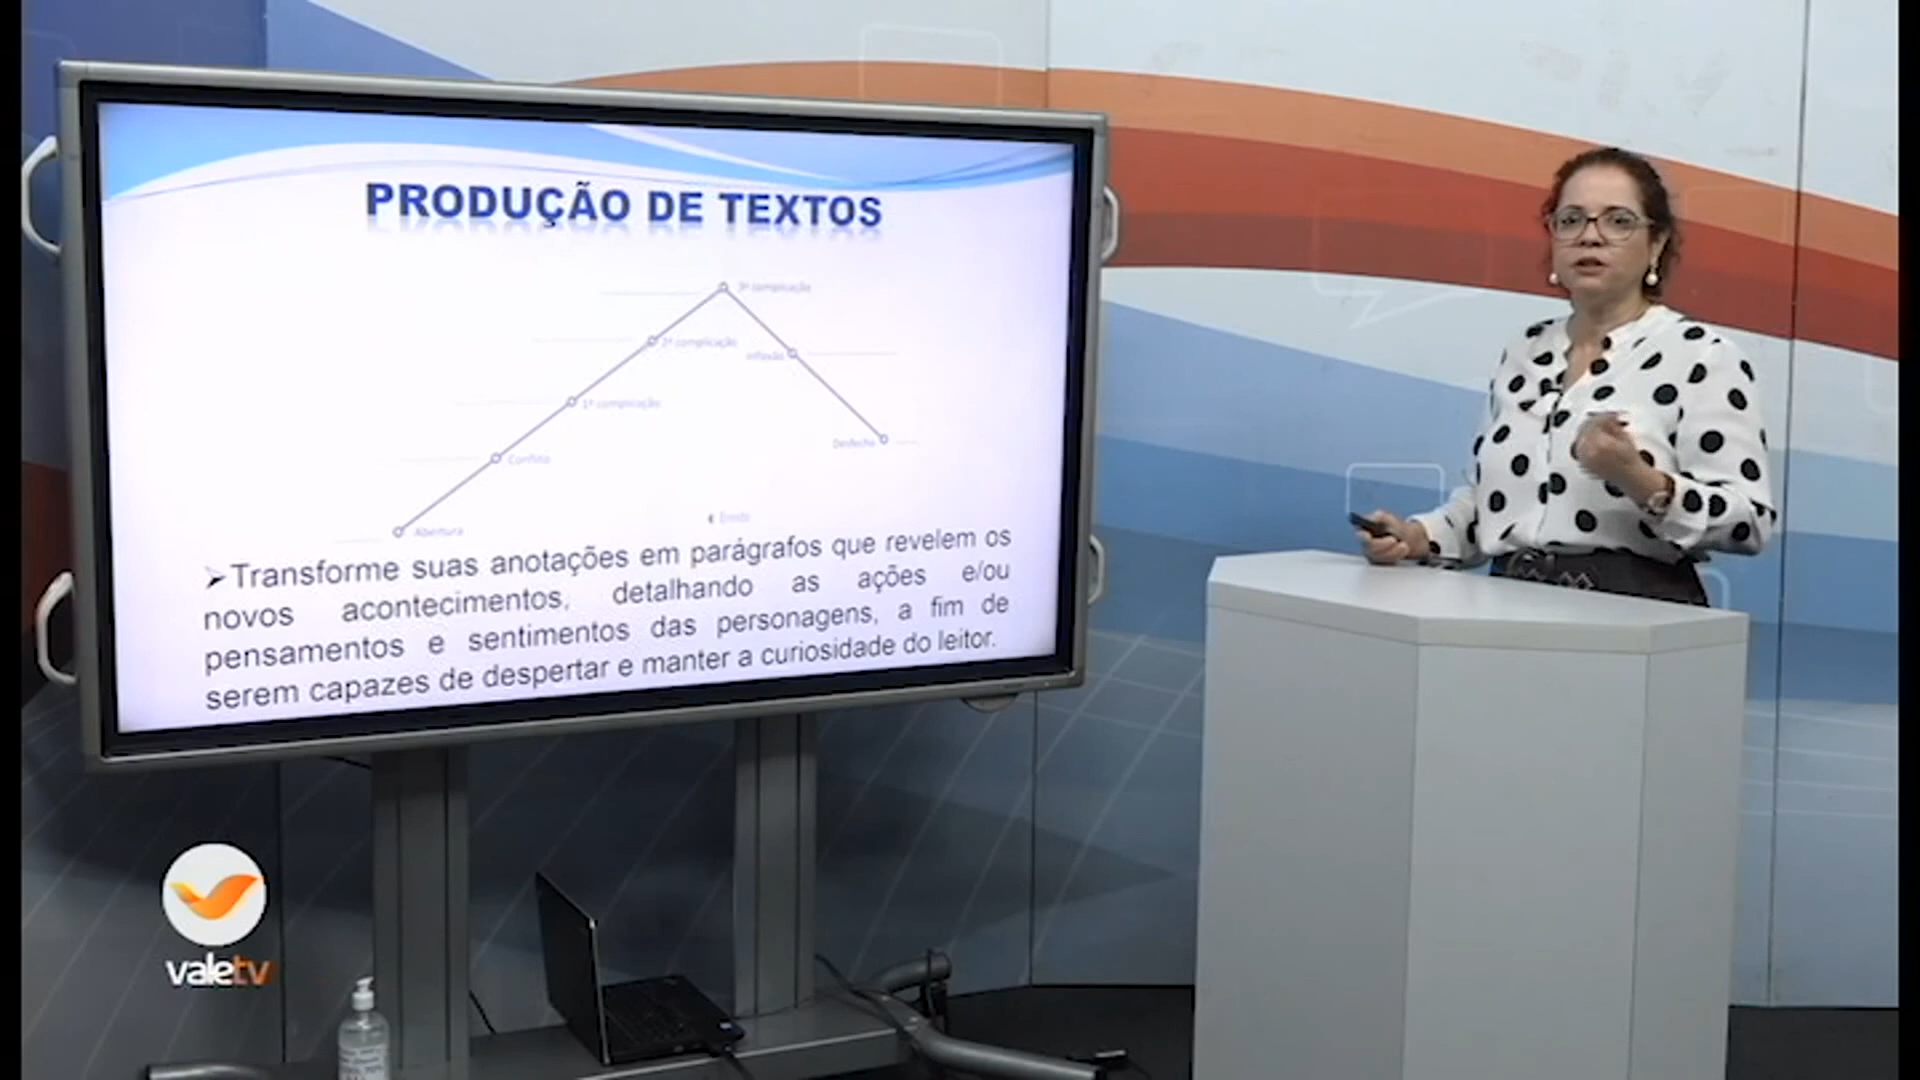 PRODUÇÃO DE TEXTOS
3ª complicação
2ª complicação
Inflexão
1ª complicação
Desfecho
Conflito
Enredo
Abertura
➢Transforme suas anotações em parágrafos que revelem os
novos acontecimentos, detalhando as ações e/ou
pensamentos e sentimentos das personagens, a fim de
serem capazes de despertar e manter a curiosidade do leitor.
valetv